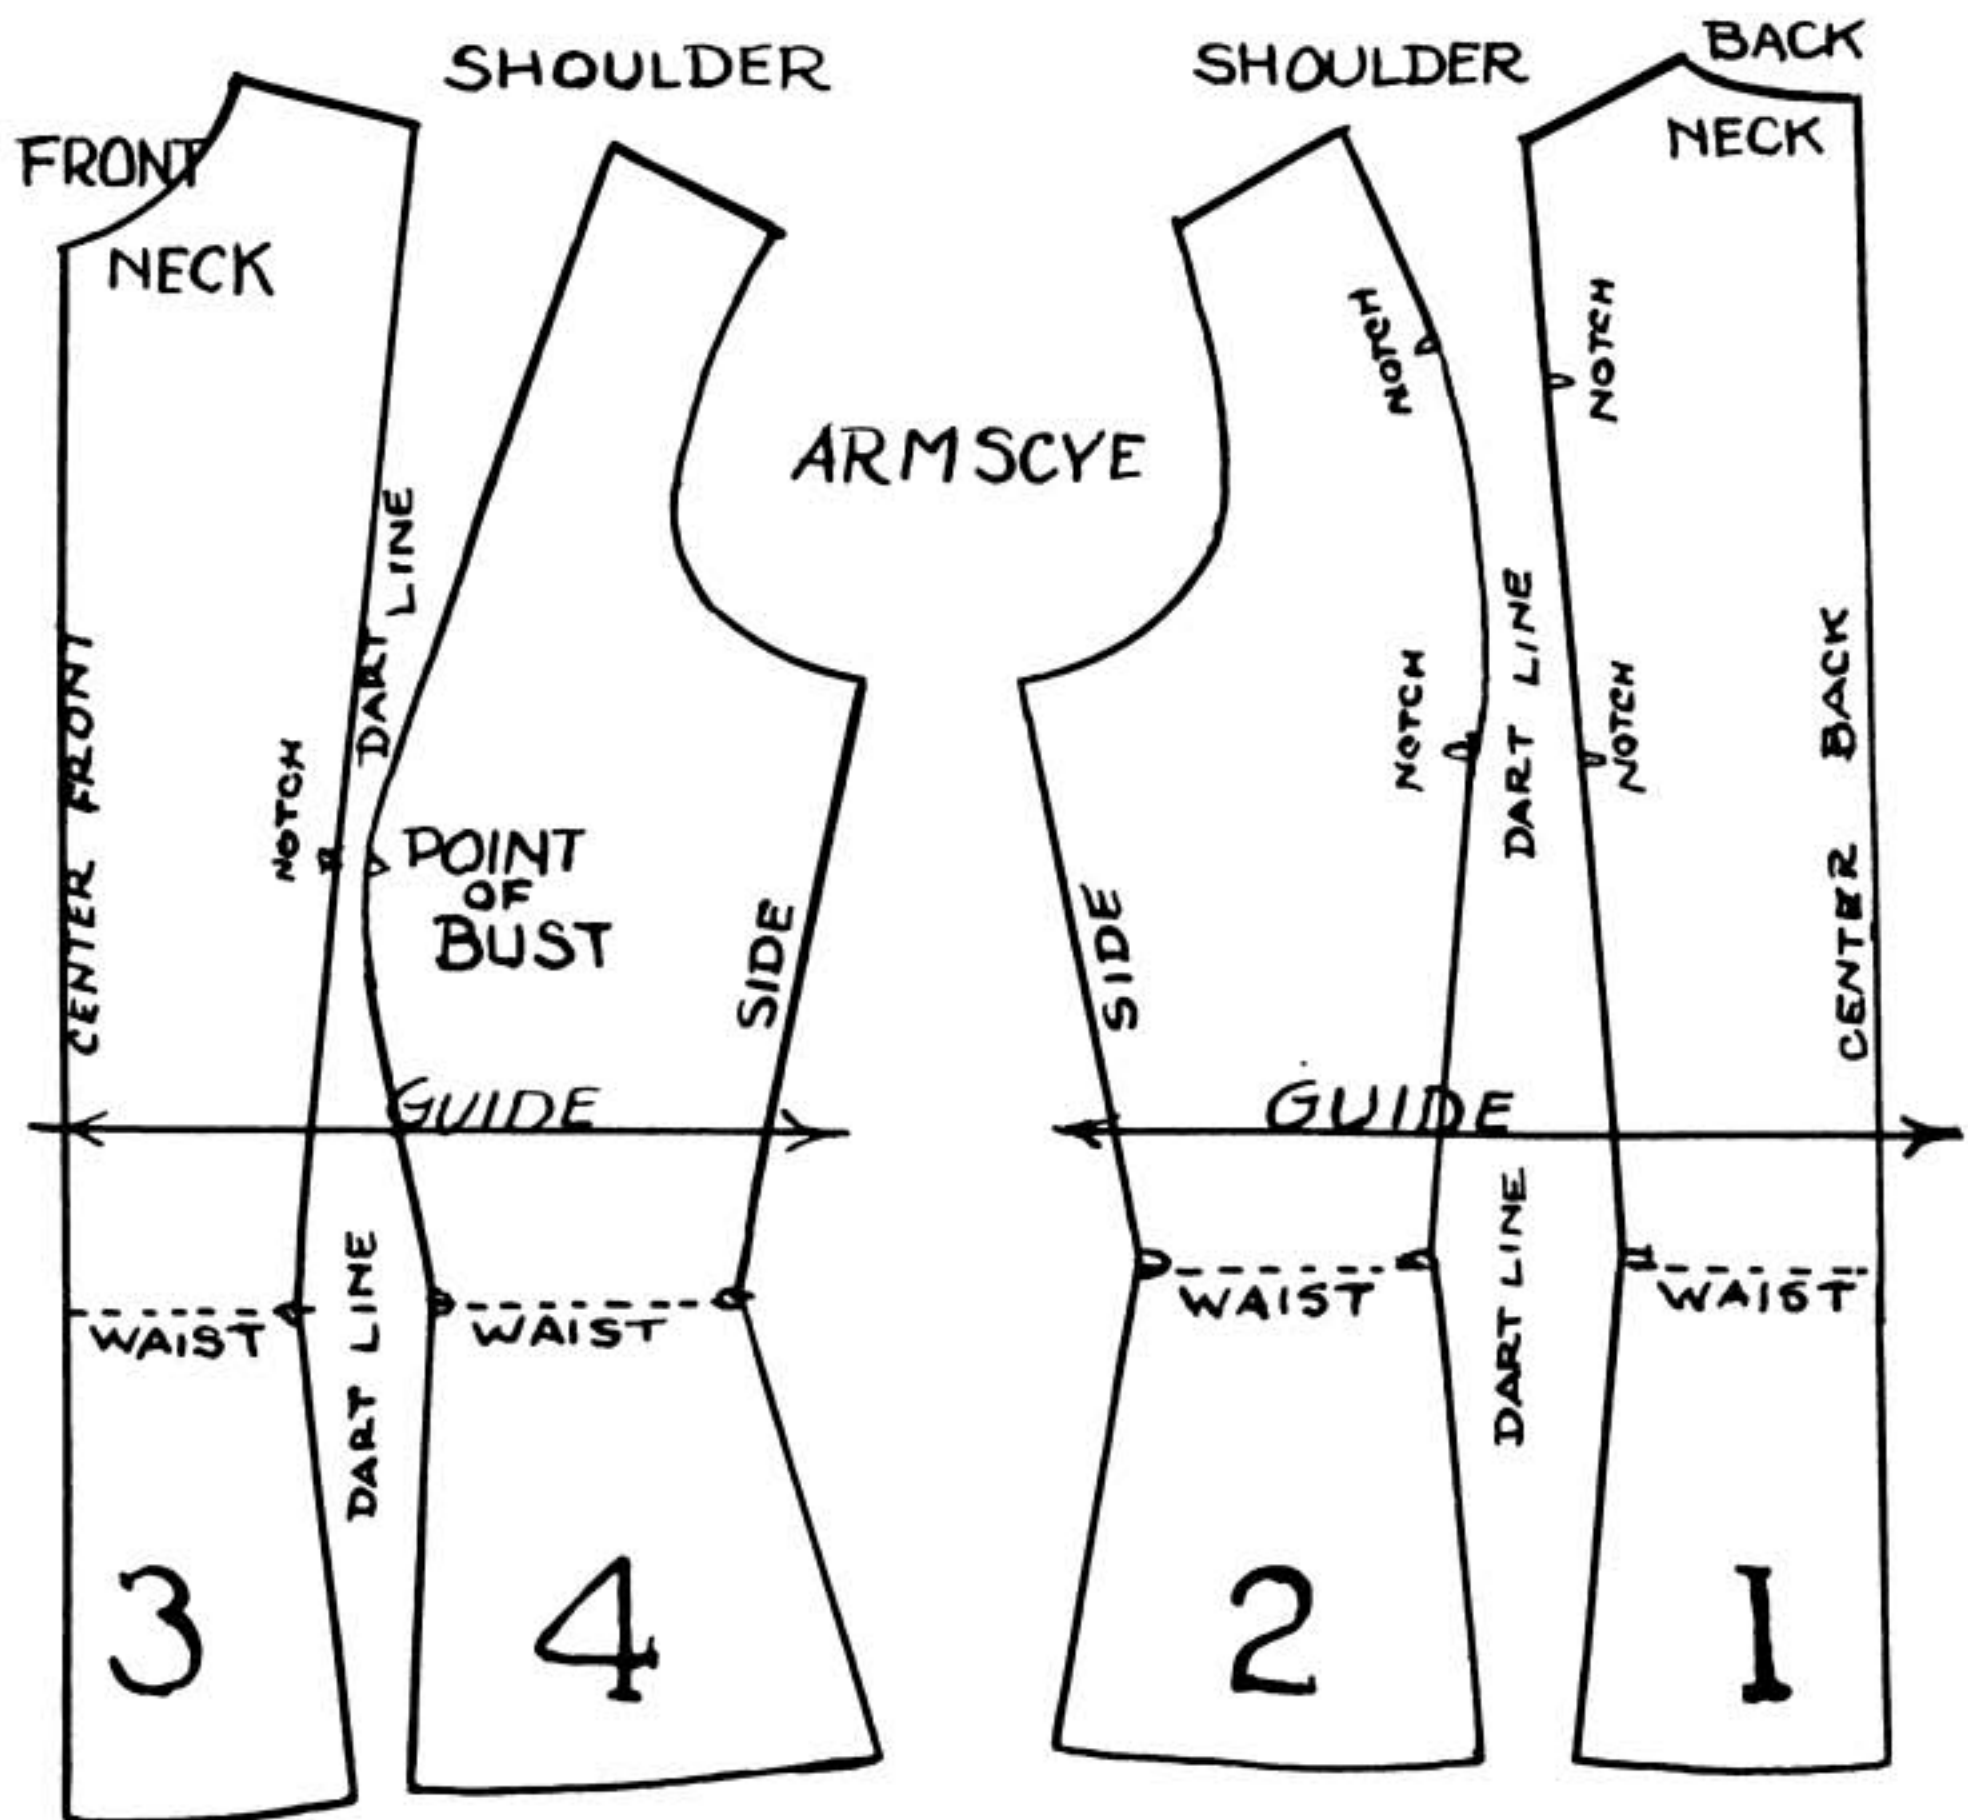 SHOULDER
SHOULDER
BACK
FRONT
NECK
NECK
NOTCH
NOTCH
ARMSCYE
DART LINE
CENTER FRONT
NOTCH
POINT
OF
BUST
SIDE
SIDE
NOTCH
DART LINE
NOTCH
CENTER BACK
GUIDE
GUIDE
WAIST
DART LINE
WAIST
WAIST
DART LINE
WAIST
3
4
2
1